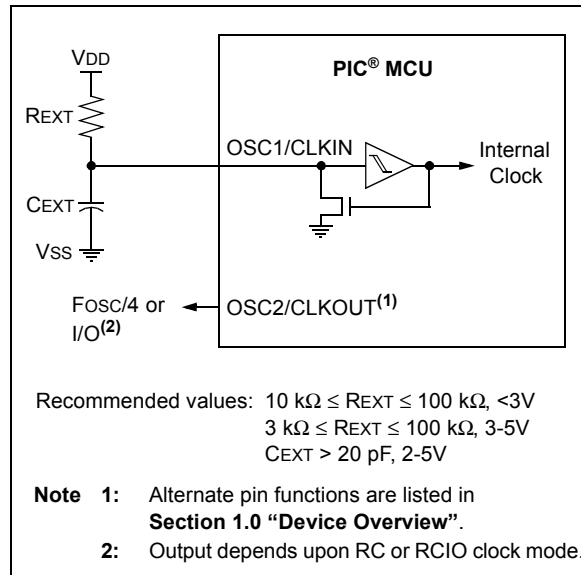 VDD
PIC® MCU
REXT
OSC1/CLKIN
Internal
Clock
CEXT
VSS
FOSC/4 or
I/O(2)
OSC2/CLKOUT(1)
Recommended values: 10 kΩ ≤ REXT ≤ 100 kΩ, <3V
3 kΩ ≤ REXT ≤ 100 kΩ, 3-5V
CEXT > 20 pF, 2-5V
Note 1: Alternate pin functions are listed in
Section 1.0 “Device Overview”.
2: Output depends upon RC or RCIO clock mode.